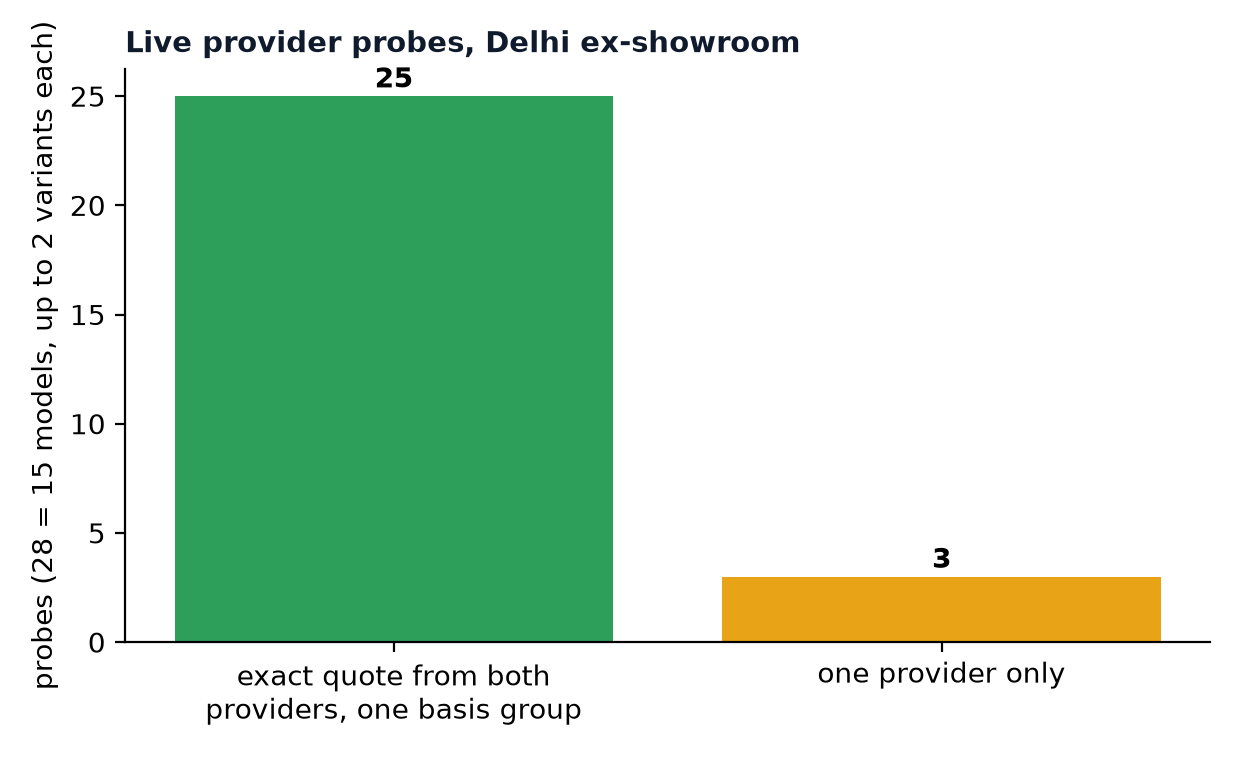 Live provider probes, Delhi ex-showroom
probes (28 = 15 models, up to 2 variants each)
25
20
15
10
5
0
25
3
exact quote from both
providers, one basis group
one provider only